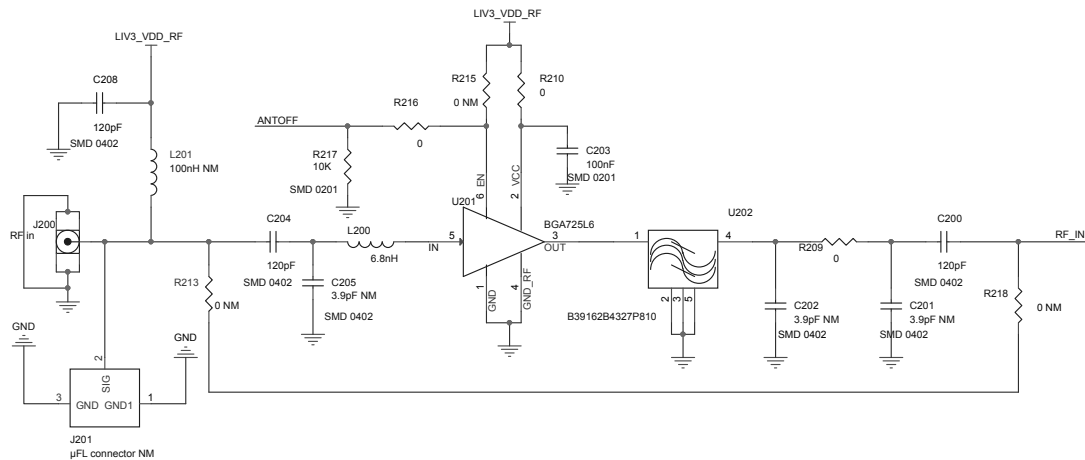 LIV3_VDD_RF
LIV3_VDD_RF
C208
120pF
SMD 0402
L201
100nH NM
R215
0 NM
R210
0
R216
0
ANTOFF
R217
10K
SMD 0201
C203
100nF
SMD 0201
6
EN
2
VCC
U201
BGA725L6
5
IN
3
OUT
1
GND
4
GND_RF
J200
RF in
C204
120pF
SMD 0402
L200
6.8nH
C205
3.9pF NM
SMD 0402
R213
0 NM
U202
1
4
2
3
5
B39162B4327P810
R209
0
C200
120pF
SMD 0402
RF_IN
C202
3.9pF NM
SMD 0402
C201
3.9pF NM
SMD 0402
R218
0 NM
GND
GND
2
SIG
3
GND
GND1
1
J201
µFL connector NM